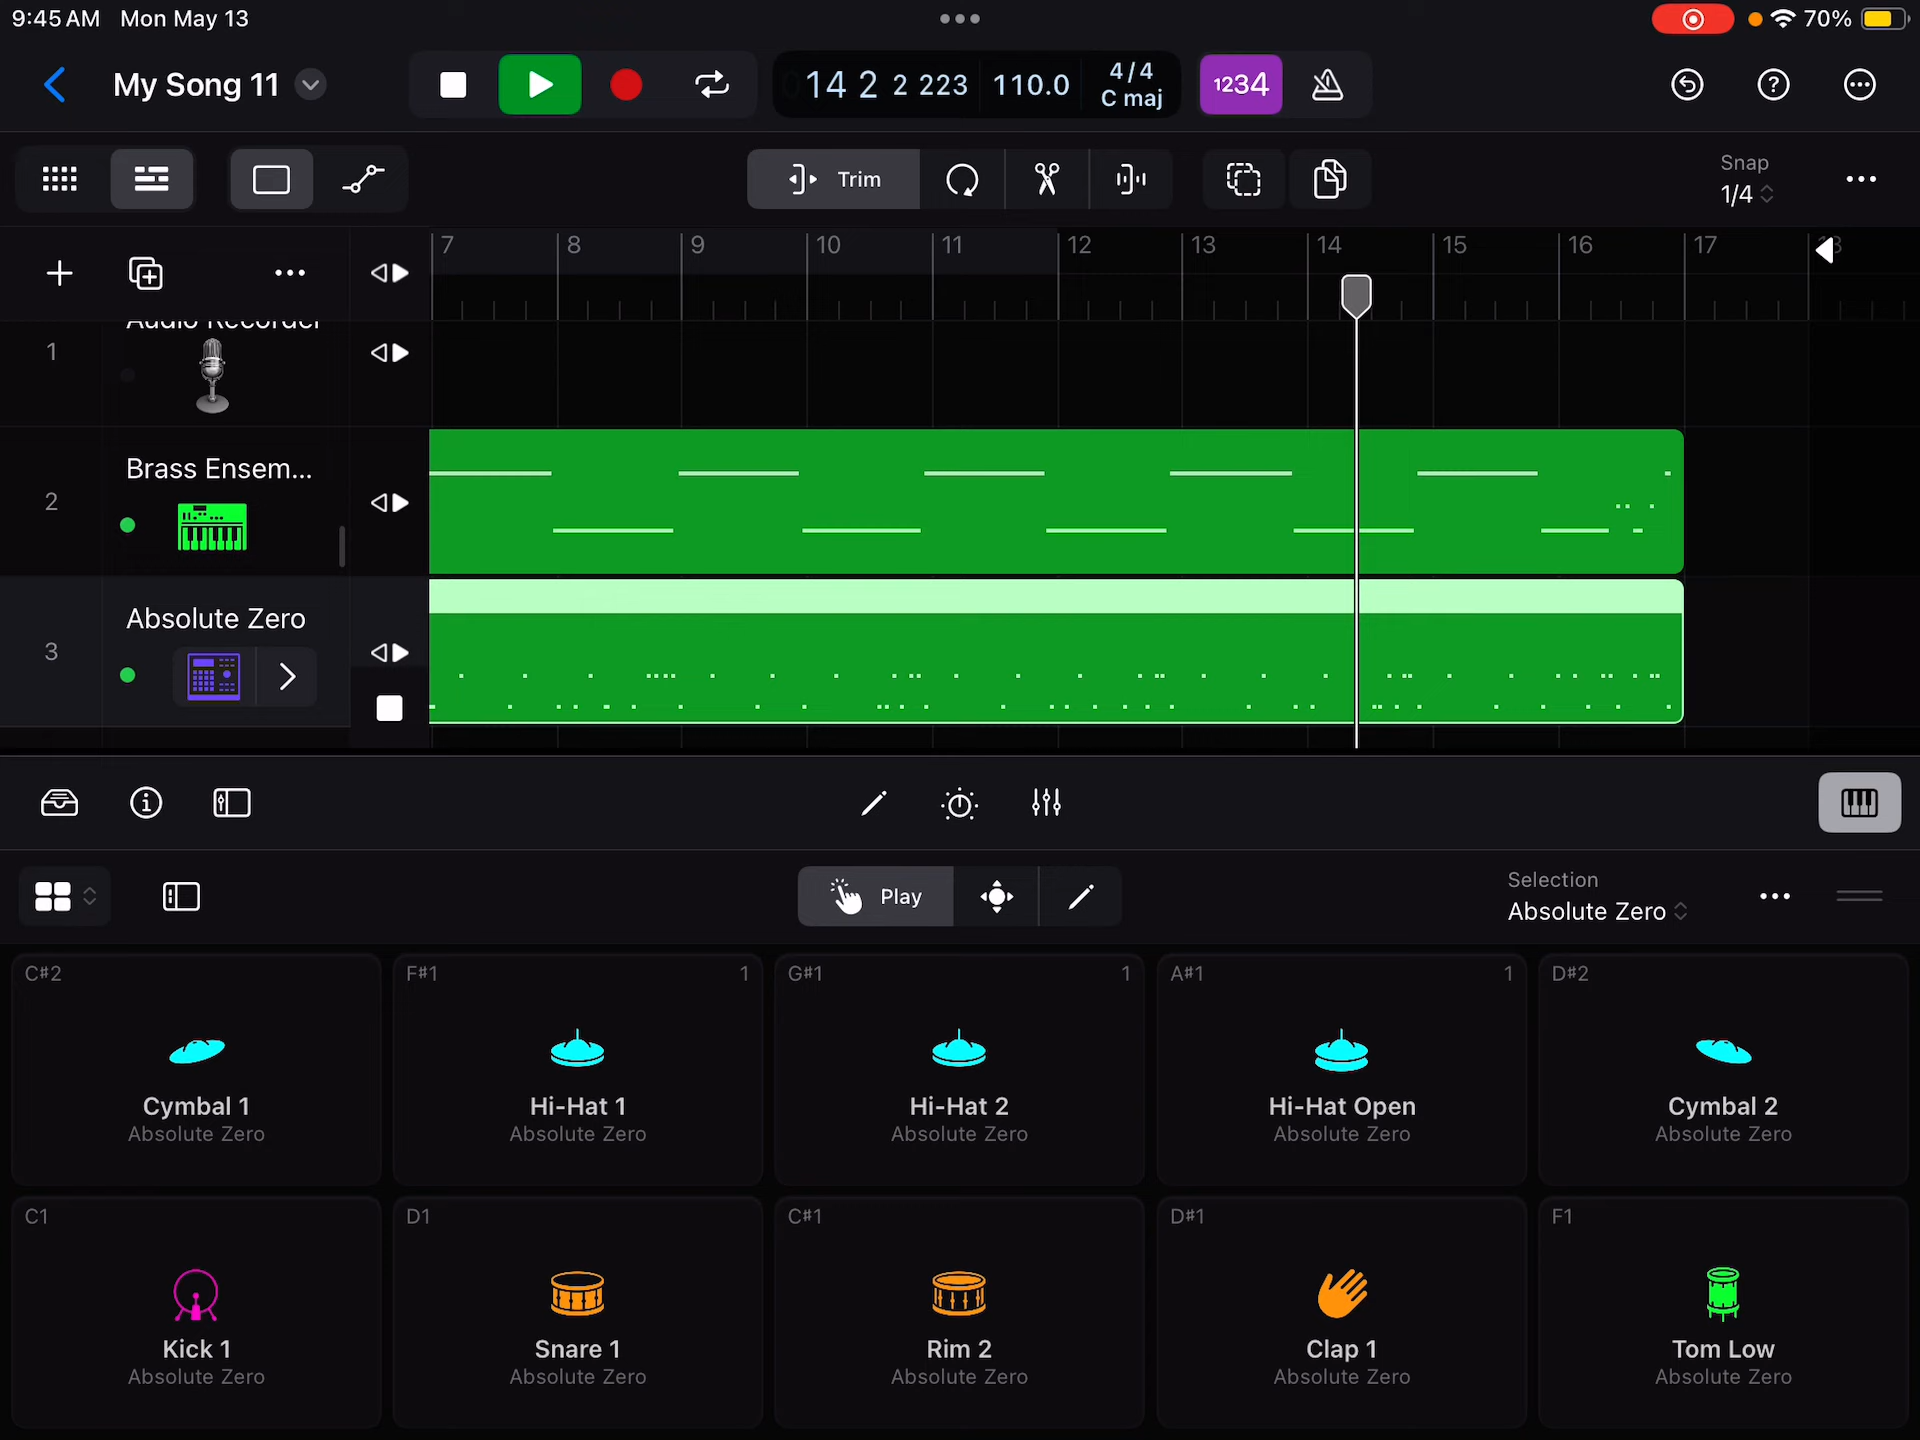 9:45 AM Mon May 13
70%
My Song 11
14 2 2 223
110.0
4/4
C maj
1234
Trim
Snap
1/4
7 8 9 10 11 12 13 14 15 16 17
1
Audio Recorder
2
Brass Ensem...
3
Absolute Zero
Play
Selection
Absolute Zero
C#2
Cymbal 1
Absolute Zero
F#1 1
Hi-Hat 1
Absolute Zero
G#1 1
Hi-Hat 2
Absolute Zero
A#1 1
Hi-Hat Open
Absolute Zero
D#2
Cymbal 2
Absolute Zero
C1
Kick 1
Absolute Zero
D1
Snare 1
Absolute Zero
C#1
Rim 2
Absolute Zero
D#1
Clap 1
Absolute Zero
F1
Tom Low
Absolute Zero